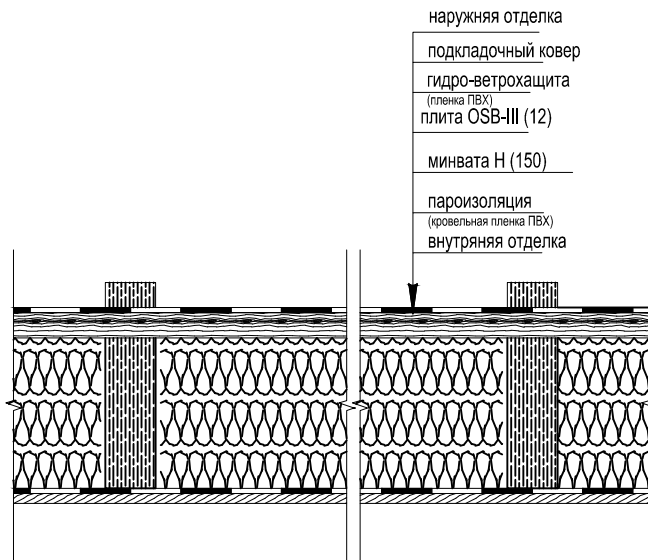 наружняя отделка
подкладочный ковер
гидро-ветрохащита
(пленка ПВХ)
плита OSB-III (12)
минвата Н (150)
пароизоляция
(кровельная пленка ПВХ)
внутряняя отделка